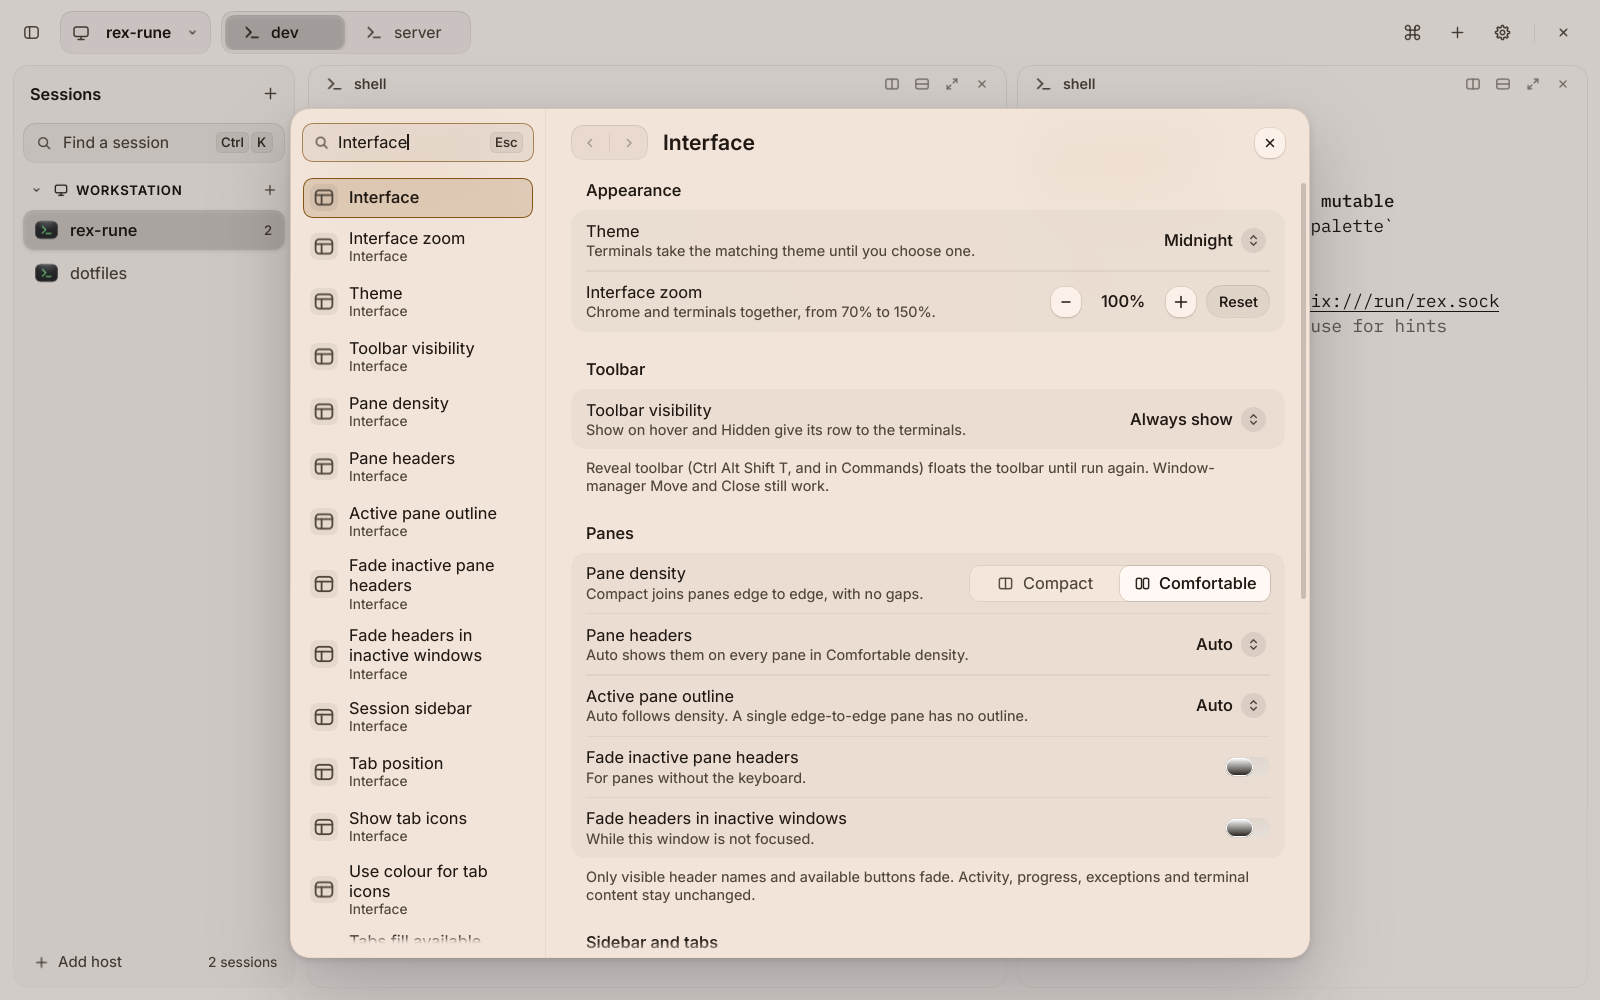 rex-rune
dev
server
Sessions
Find a session Ctrl K
WORKSTATION
rex-rune 2
dotfiles
Add host 2 sessions
shell
shell
mutable
palette`
ix:///run/rex.sock
use for hints
Interface Esc
Interface
Interface zoom
Interface
Theme
Interface
Toolbar visibility
Interface
Pane density
Interface
Pane headers
Interface
Active pane outline
Interface
Fade inactive pane
headers
Interface
Fade headers in
inactive windows
Interface
Session sidebar
Interface
Tab position
Interface
Show tab icons
Interface
Use colour for tab
icons
Interface
Tabs fill available
Interface
Appearance
Theme
Terminals take the matching theme until you choose one.
Midnight
Interface zoom
Chrome and terminals together, from 70% to 150%.
100% Reset
Toolbar
Toolbar visibility
Show on hover and Hidden give its row to the terminals.
Always show
Reveal toolbar (Ctrl Alt Shift T, and in Commands) floats the toolbar until run again. Window-
manager Move and Close still work.
Panes
Pane density
Compact joins panes edge to edge, with no gaps.
Compact Comfortable
Pane headers
Auto shows them on every pane in Comfortable density.
Auto
Active pane outline
Auto follows density. A single edge-to-edge pane has no outline.
Auto
Fade inactive pane headers
For panes without the keyboard.
Fade headers in inactive windows
While this window is not focused.
Only visible header names and available buttons fade. Activity, progress, exceptions and terminal
content stay unchanged.
Sidebar and tabs